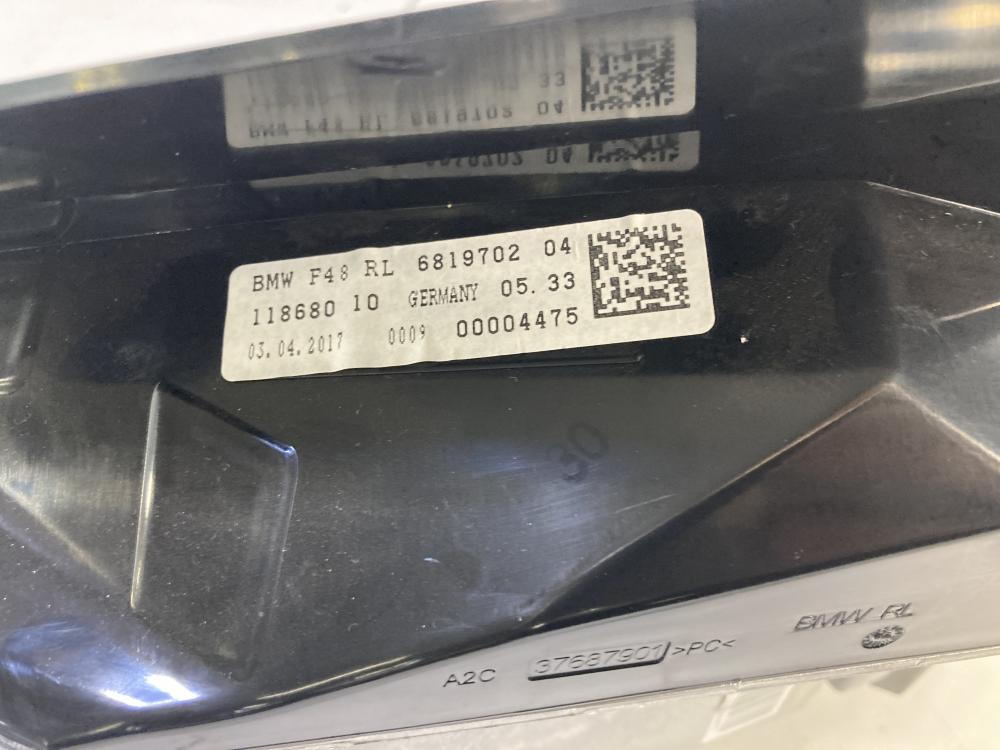 BMW F48 RL 6819702 04
118680 10 GERMANY 05.33
03.04.2017 0009 00004475
30
BMW RL
A2C 37687901 >PC<